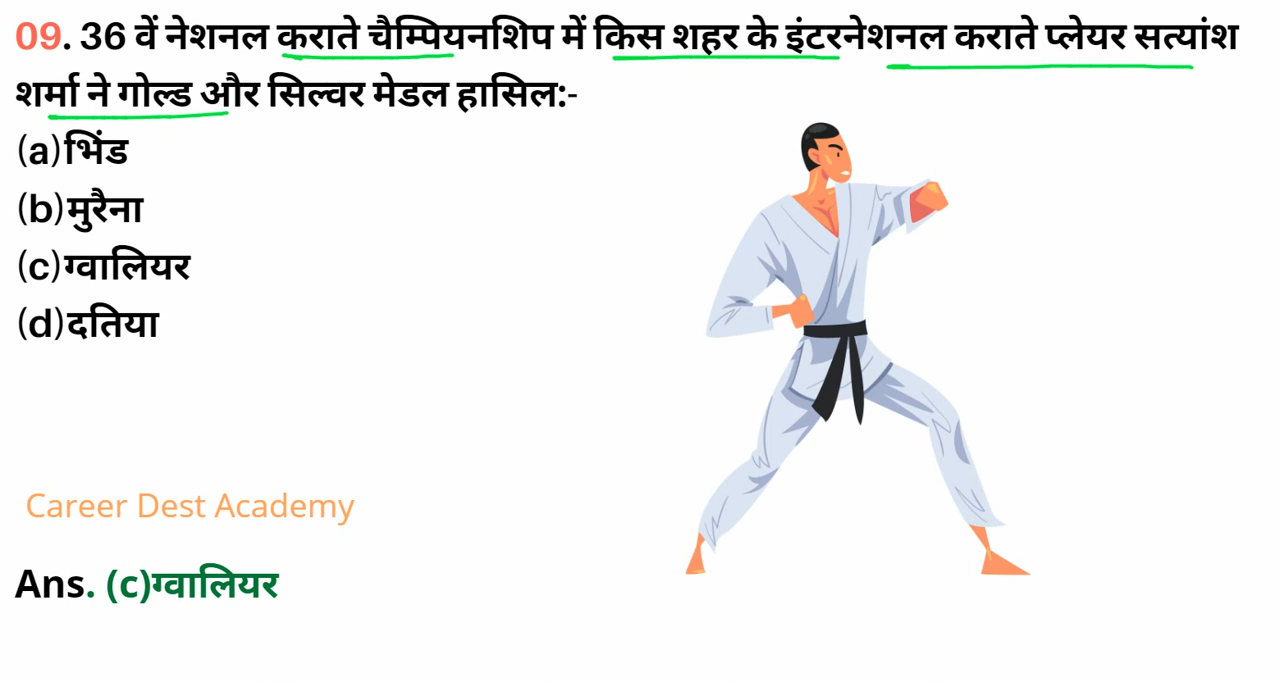 09. 36 वें नेशनल कराते चैम्पियनशिप में किस शहर के इंटरनेशनल कराते प्लेयर सत्यांश
शर्मा ने गोल्ड और सिल्वर मेडल हासिल:-
(a)भिंड
(b)मुरैना
(c)ग्वालियर
(d)दतिया
Career Dest Academy
Ans. (c)ग्वालियर